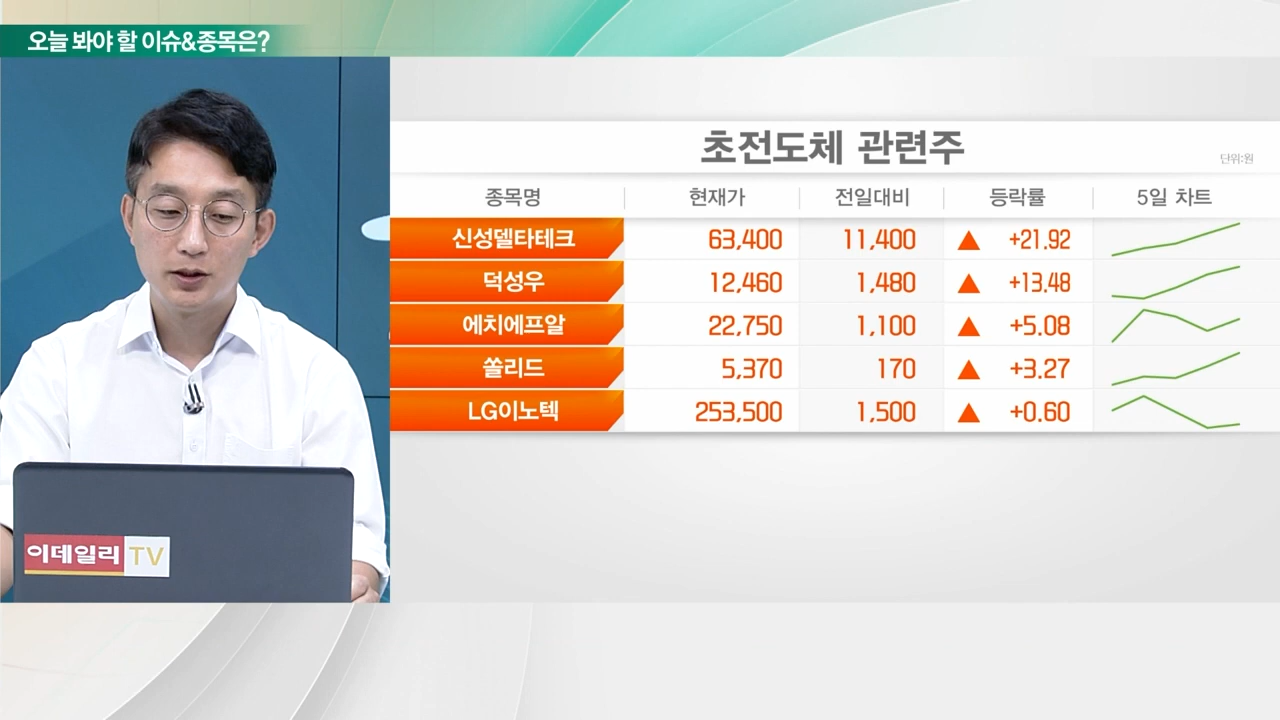 오늘 봐야 할 이슈&종목은?
초전도체 관련주
단위:원
종목명 현재가 전일대비 등락률 5일 차트
신성델타테크 63,400 11,400 ▲ +21.92
덕성우 12,460 1,480 ▲ +13.48
에치에프알 22,750 1,100 ▲ +5.08
쏠리드 5,370 170 ▲ +3.27
LG이노텍 253,500 1,500 ▲ +0.60
이데일리 TV